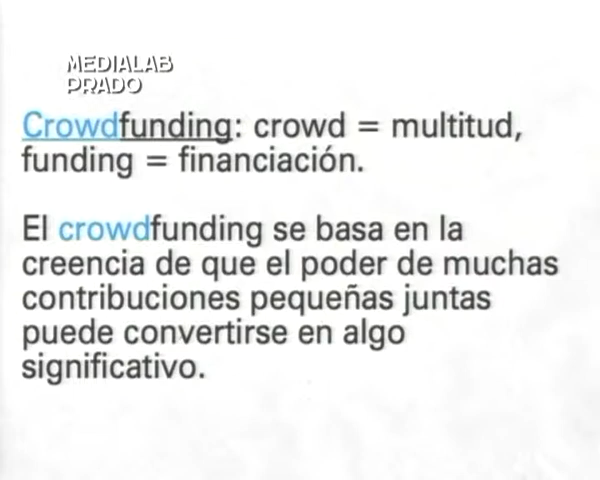 MEDIALAB
PRADO
Crowdfunding: crowd = multitud,
funding = financiación.
El crowdfunding se basa en la
creencia de que el poder de muchas
contribuciones pequeñas juntas
puede convertirse en algo
significativo.